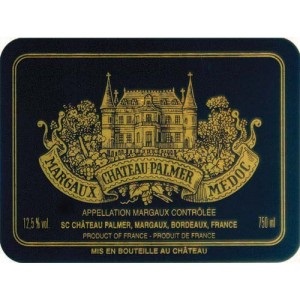 MARGAUX CHATEAU PALMER MEDOC
APPELLATION MARGAUX CONTRÔLÉE
12,5 % vol. 750 ml
SC CHÂTEAU PALMER, MARGAUX, BORDEAUX, FRANCE
PRODUCT OF FRANCE - PRODUIT DE FRANCE
MIS EN BOUTEILLE AU CHÂTEAU